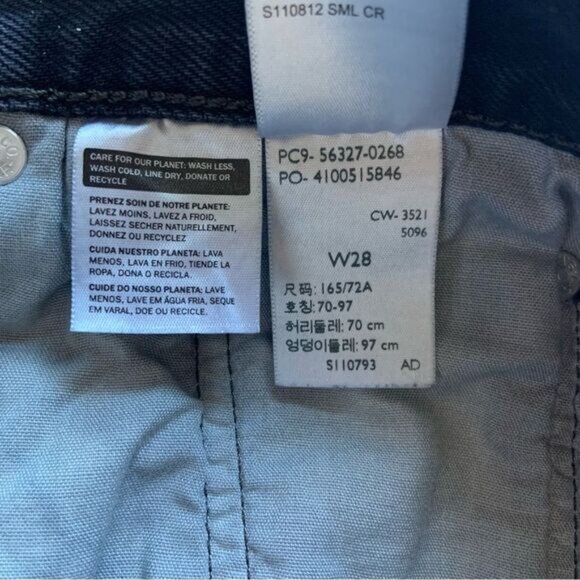 S110812 SML CR
CARE FOR OUR PLANET: WASH LESS,
WASH COLD, LINE DRY, DONATE OR
RECYCLE
PRENEZ SOIN DE NOTRE PLANETE:
LAVEZ MOINS, LAVEZ A FROID,
LAISSEZ SECHER NATURELLEMENT,
DONNEZ OU RECYCLEZ
CUIDA NUESTRO PLANETA: LAVA
MENOS, LAVA EN FRIO, TIENDE LA
ROPA, DONA O RECICLA.
CUIDE DO NOSSO PLANETA: LAVE
MENOS, LAVE EM ÁGUA FRIA, SEQUE
EM VARAL, DOE OU RECICLE.
PC9- 56327-0268
PO- 4100515846
CW- 3521
5096
W28
尺码: 165/72A
호칭: 70-97
허리둘레: 70 cm
엉덩이둘레: 97 cm
S110793 AD